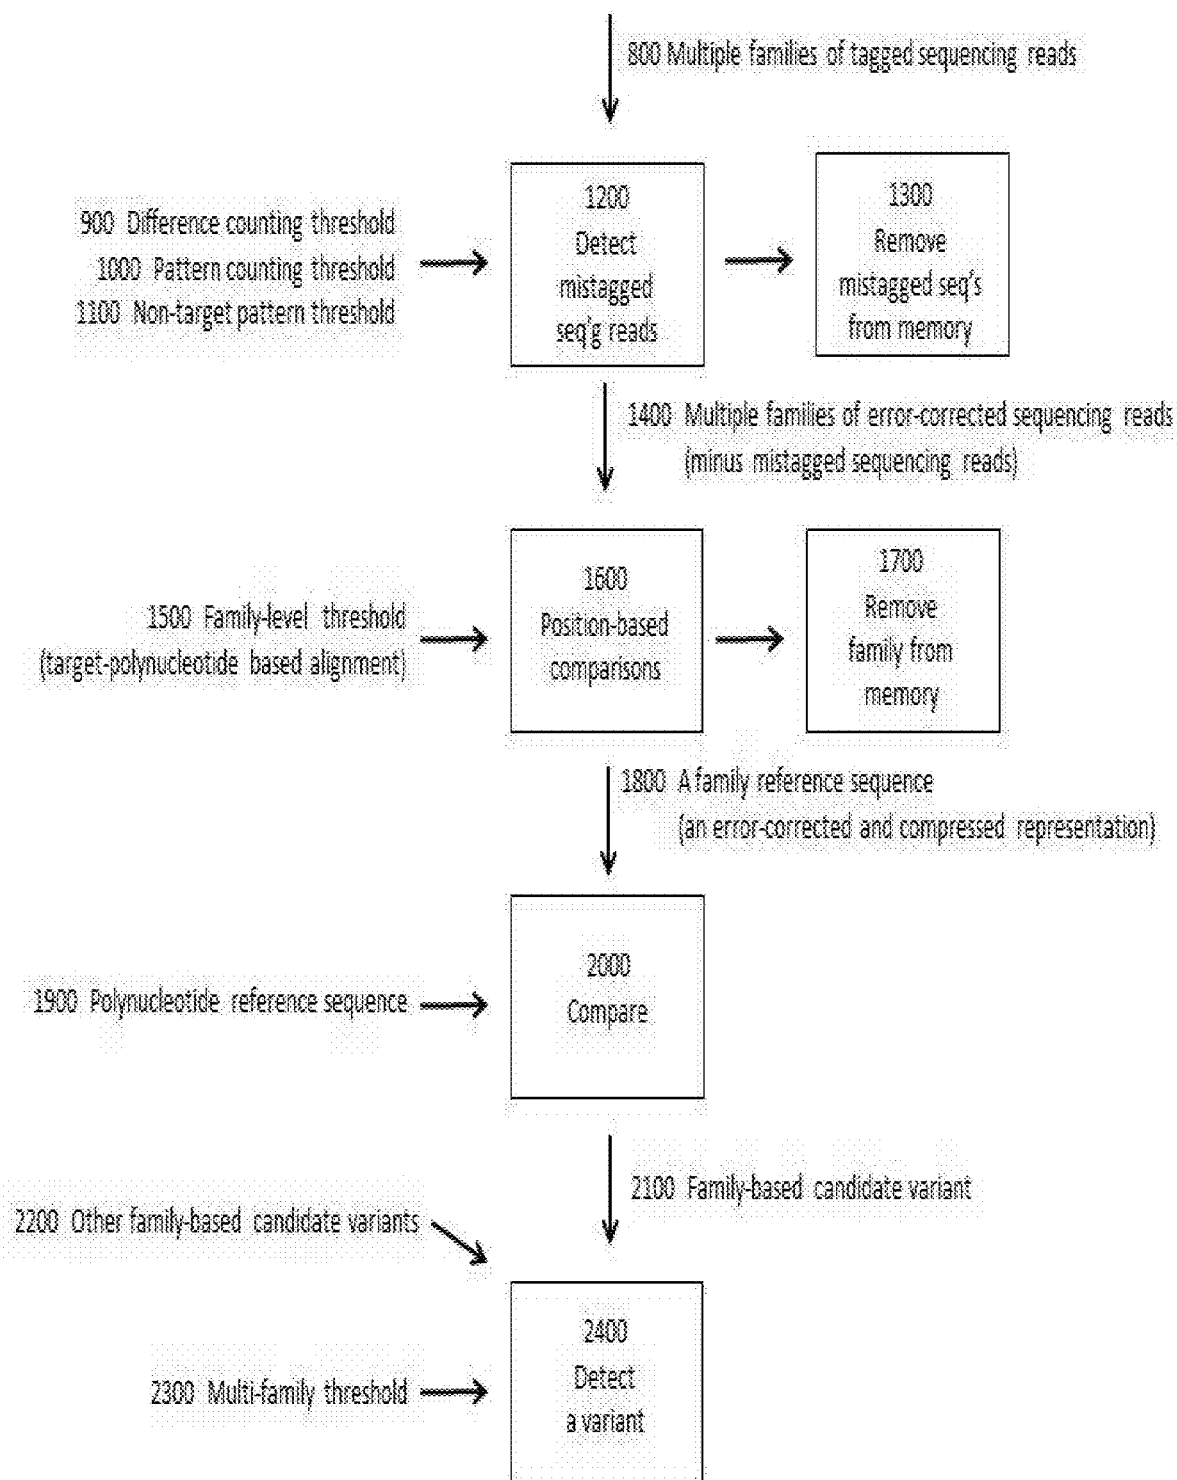 800 Multiple families of tagged sequencing reads
900 Difference counting threshold
1000 Pattern counting threshold
1100 Non-target pattern threshold
1200
Detect
mistagged
seq'g reads
1300
Remove
mistagged seq's
from memory
1400 Multiple families of error-corrected sequencing reads
(minus mistagged sequencing reads)
1500 Family-level threshold
(target-polynucleotide based alignment)
1600
Position-based
comparisons
1700
Remove
family from
memory
1800 A family reference sequence
(an error-corrected and compressed representation)
1900 Polynucleotide reference sequence
2000
Compare
2100 Family-based candidate variant
2200 Other family-based candidate variants
2300 Multi-family threshold
2400
Detect
a variant